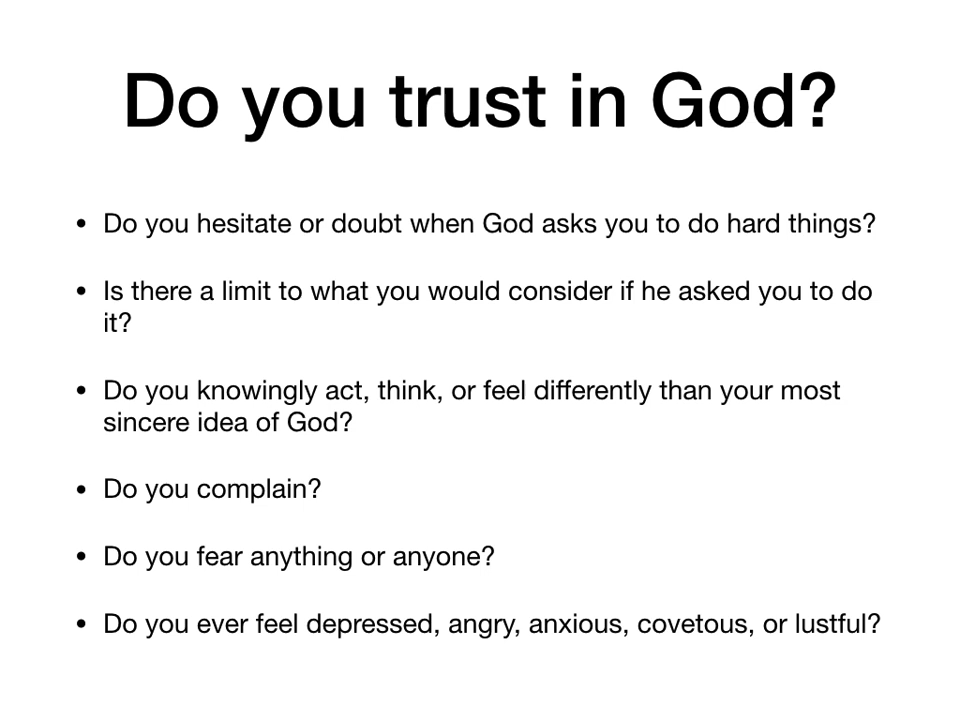 Do you trust in God?
• Do you hesitate or doubt when God asks you to do hard things?
• Is there a limit to what you would consider if he asked you to do
it?
• Do you knowingly act, think, or feel differently than your most
sincere idea of God?
• Do you complain?
• Do you fear anything or anyone?
• Do you ever feel depressed, angry, anxious, covetous, or lustful?